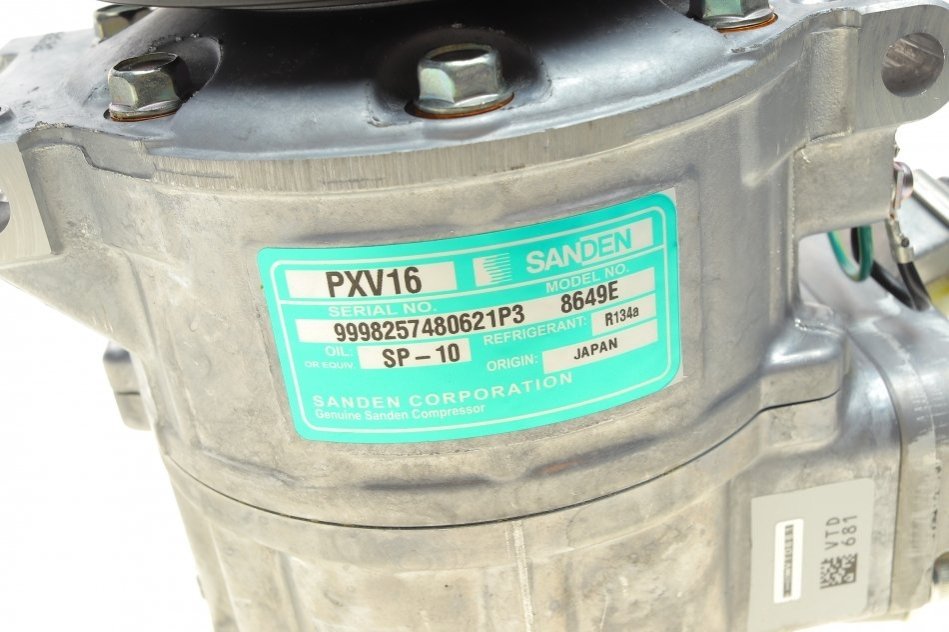 PXV16 SANDEN
SERIAL NO. MODEL NO.
9998257480621P3 8649E
OIL: SP-10 REFRIGERANT: R134a
OR EQUIV. ORIGIN: JAPAN
SANDEN CORPORATION
Genuine Sanden Compressor
VTD
681